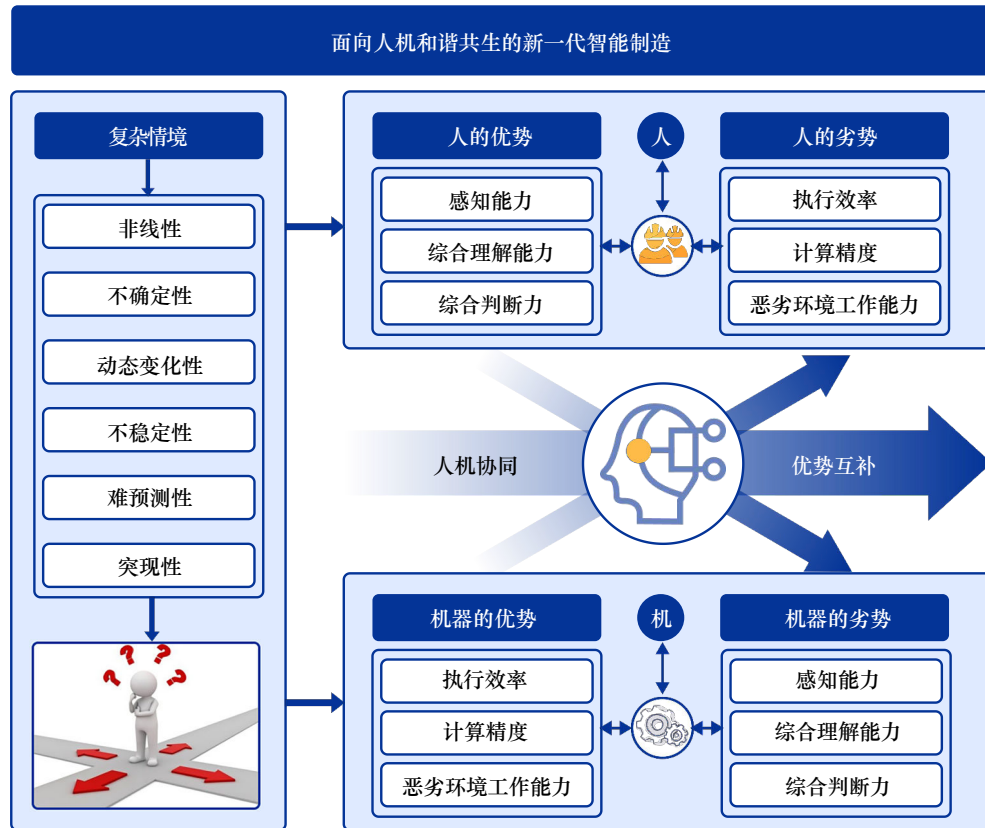 面向人机和谐共生的新一代智能制造
复杂情境
非线性
不确定性
动态变化性
不稳定性
难预测性
突现性
? ? ? ?
人的优势
人
人的劣势
感知能力
综合理解能力
综合判断力
执行效率
计算精度
恶劣环境工作能力
人机协同
优势互补
机器的优势
机
机器的劣势
执行效率
计算精度
恶劣环境工作能力
感知能力
综合理解能力
综合判断力